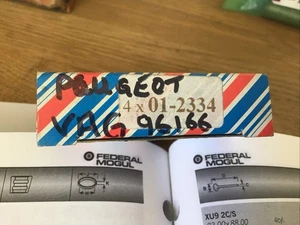 PEUGEOT
4 x 01-2334
VAG 96166
FEDERAL
MOGUL
FEDERAL
MOGUL
XU9 2C/S